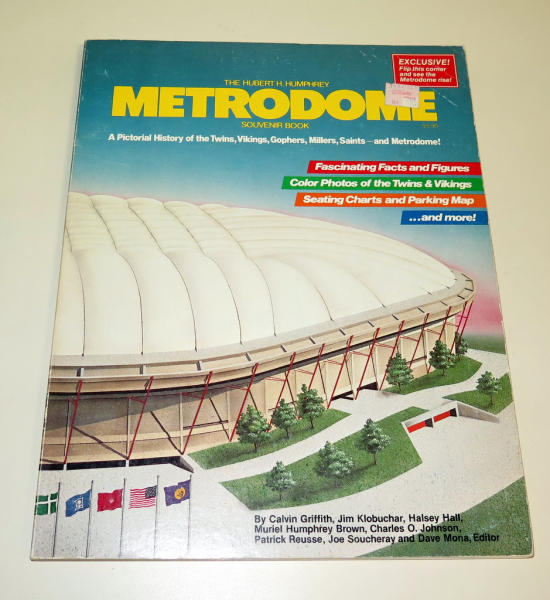 EXCLUSIVE!
Flip this corner
and see the
Metrodome rise!
THE HUBERT H. HUMPHREY
METRODOME
SOUVENIR BOOK
A Pictorial History of the Twins, Vikings, Gophers, Millers, Saints—and Metrodome!
Fascinating Facts and Figures
Color Photos of the Twins & Vikings
Seating Charts and Parking Map
...and more!
By Calvin Griffith, Jim Klobuchar, Halsey Hall,
Muriel Humphrey Brown, Charles O. Johnson,
Patrick Reusse, Joe Soucheray and Dave Mona, Editor